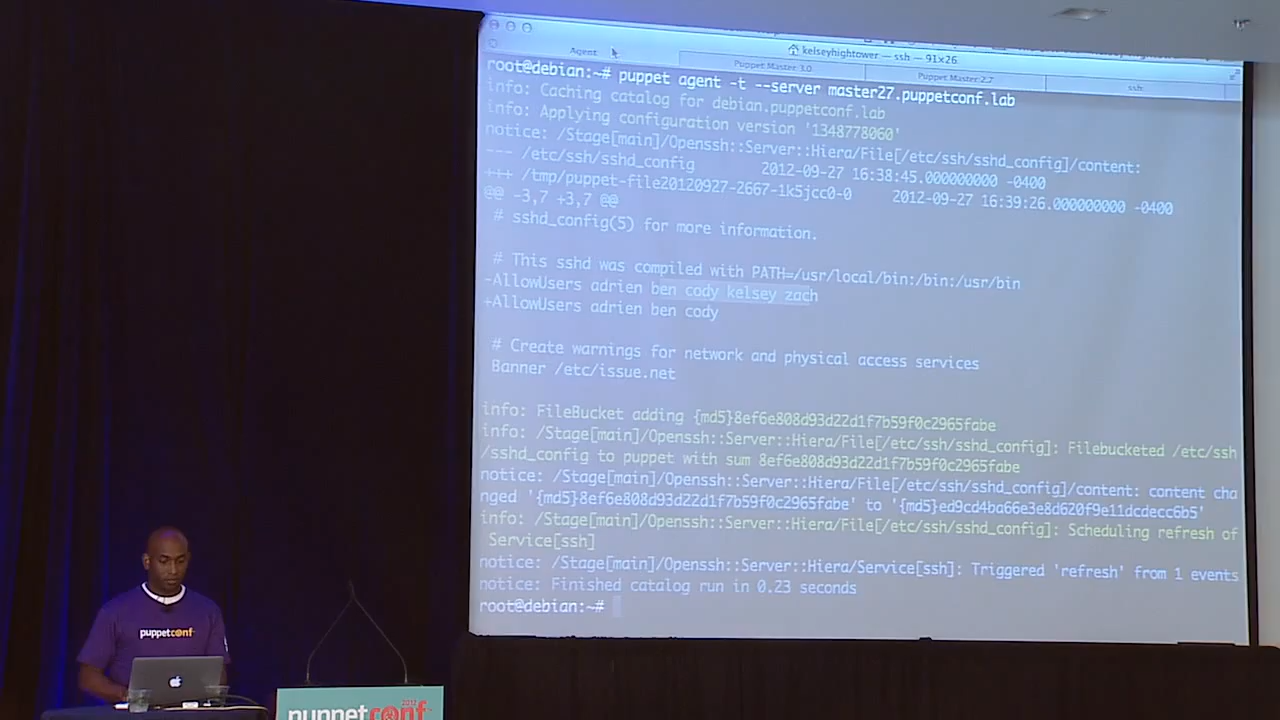 kelseyhightower — ssh — 91×26
Agent
Puppet Master 3.0
Puppet Master 2.7
ssh
root@debian:~# puppet agent -t --server master27.puppetconf.lab
info: Caching catalog for debian.puppetconf.lab
info: Applying configuration version '1348778060'
notice: /Stage[main]/Openssh::Server::Hiera/File[/etc/ssh/sshd_config]/content:
--- /etc/ssh/sshd_config 2012-09-27 16:38:45.000000000 -0400
+++ /tmp/puppet-file20120927-2667-1k5jcc0-0 2012-09-27 16:39:26.000000000 -0400
@@ -3,7 +3,7 @@
# sshd_config(5) for more information.
# This sshd was compiled with PATH=/usr/local/bin:/bin:/usr/bin
-AllowUsers adrien ben cody kelsey zach
+AllowUsers adrien ben cody
# Create warnings for network and physical access services
Banner /etc/issue.net
info: FileBucket adding {md5}8ef6e808d93d22d1f7b59f0c2965fabe
info: /Stage[main]/Openssh::Server::Hiera/File[/etc/ssh/sshd_config]: Filebucketed /etc/ssh
/sshd_config to puppet with sum 8ef6e808d93d22d1f7b59f0c2965fabe
notice: /Stage[main]/Openssh::Server::Hiera/File[/etc/ssh/sshd_config]/content: content cha
nged '{md5}8ef6e808d93d22d1f7b59f0c2965fabe' to '{md5}ed9cd4ba66e3e8d620f9e11dcdecc6b5'
info: /Stage[main]/Openssh::Server::Hiera/File[/etc/ssh/sshd_config]: Scheduling refresh of
Service[ssh]
notice: /Stage[main]/Openssh::Server::Hiera/Service[ssh]: Triggered 'refresh' from 1 events
notice: Finished catalog run in 0.23 seconds
root@debian:~#
puppetconf
2012
puppetconf